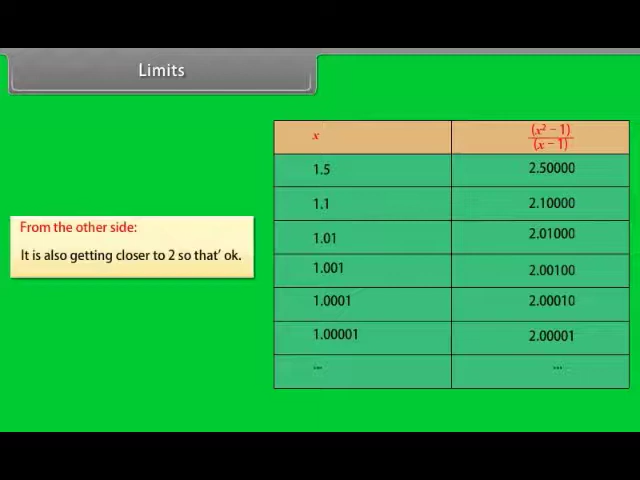 Limits
x (x² − 1)/(x − 1)
1.5 2.50000
1.1 2.10000
1.01 2.01000
1.001 2.00100
1.0001 2.00010
1.00001 2.00001
... ...
From the other side:
It is also getting closer to 2 so that' ok.